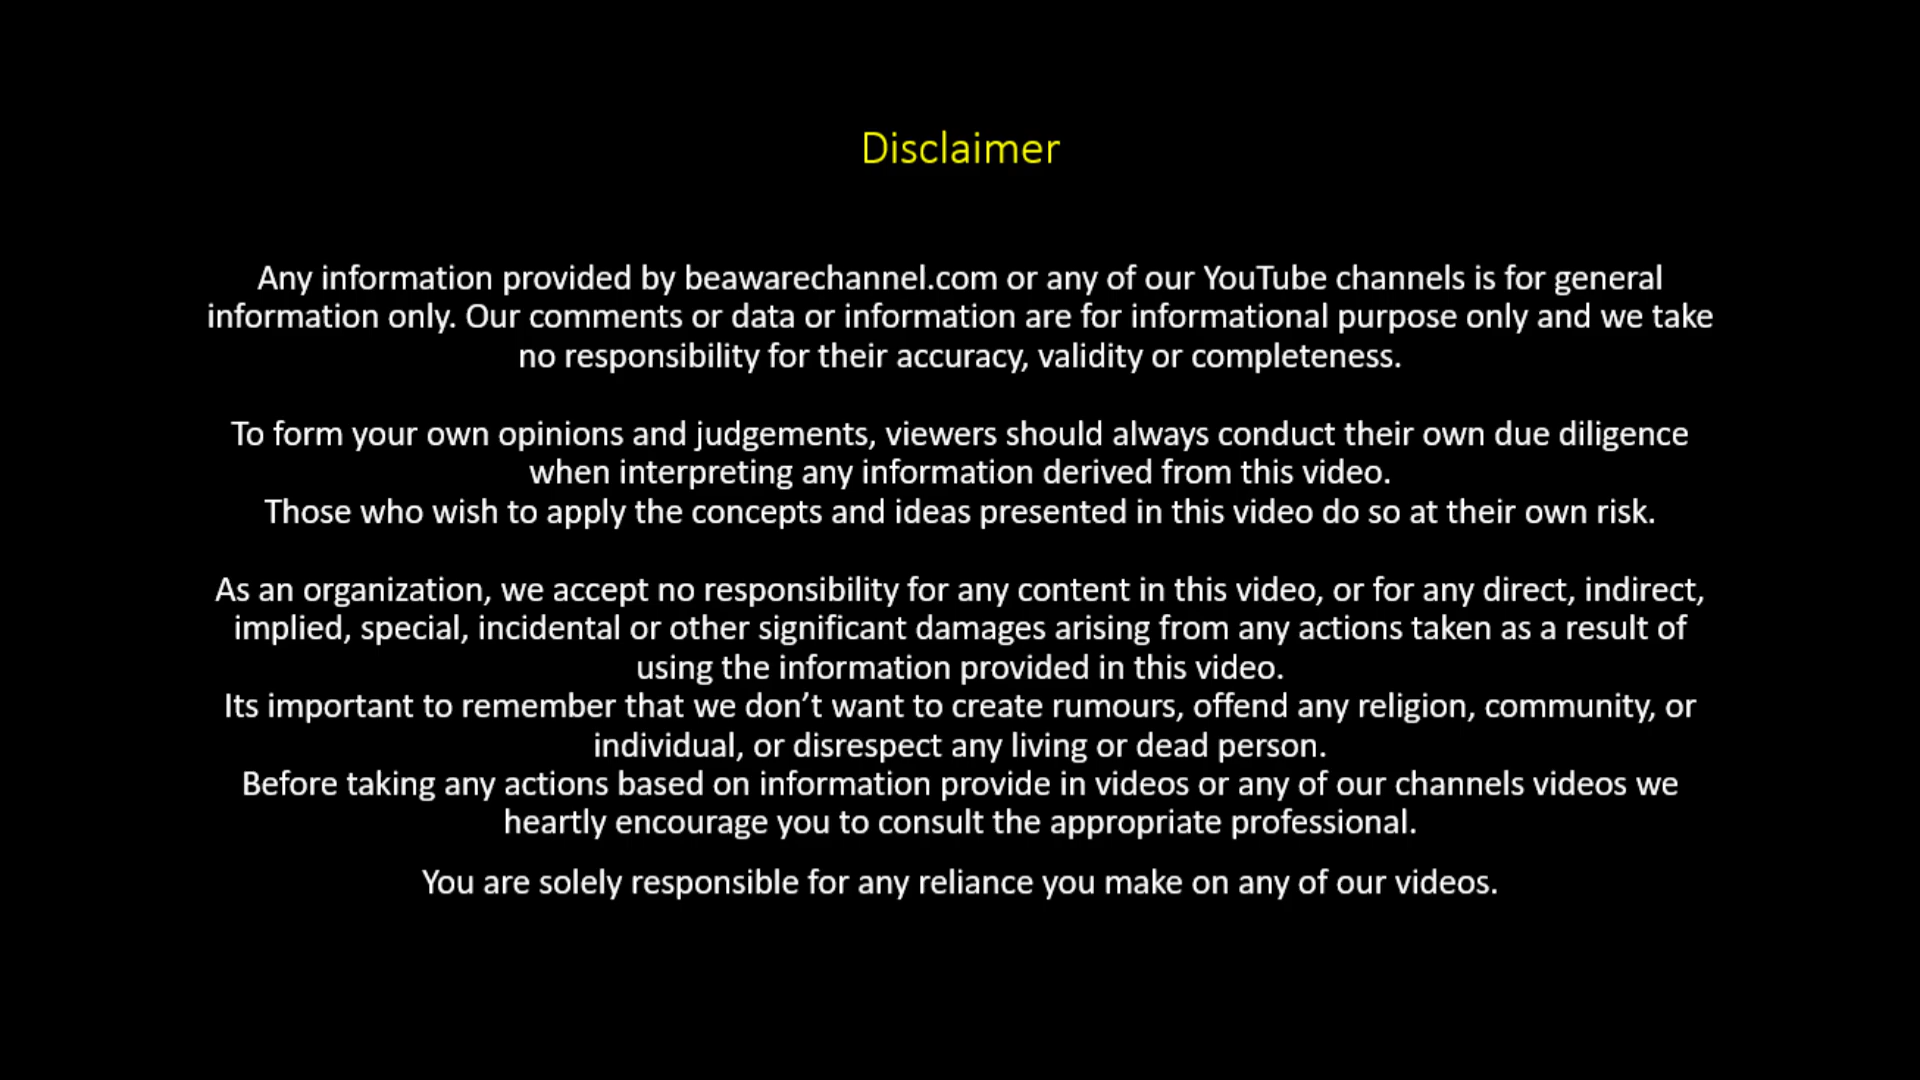 Disclaimer
Any information provided by beawarechannel.com or any of our YouTube channels is for general
information only. Our comments or data or information are for informational purpose only and we take
no responsibility for their accuracy, validity or completeness.
To form your own opinions and judgements, viewers should always conduct their own due diligence
when interpreting any information derived from this video.
Those who wish to apply the concepts and ideas presented in this video do so at their own risk.
As an organization, we accept no responsibility for any content in this video, or for any direct, indirect,
implied, special, incidental or other significant damages arising from any actions taken as a result of
using the information provided in this video.
Its important to remember that we don’t want to create rumours, offend any religion, community, or
individual, or disrespect any living or dead person.
Before taking any actions based on information provide in videos or any of our channels videos we
heartly encourage you to consult the appropriate professional.
You are solely responsible for any reliance you make on any of our videos.